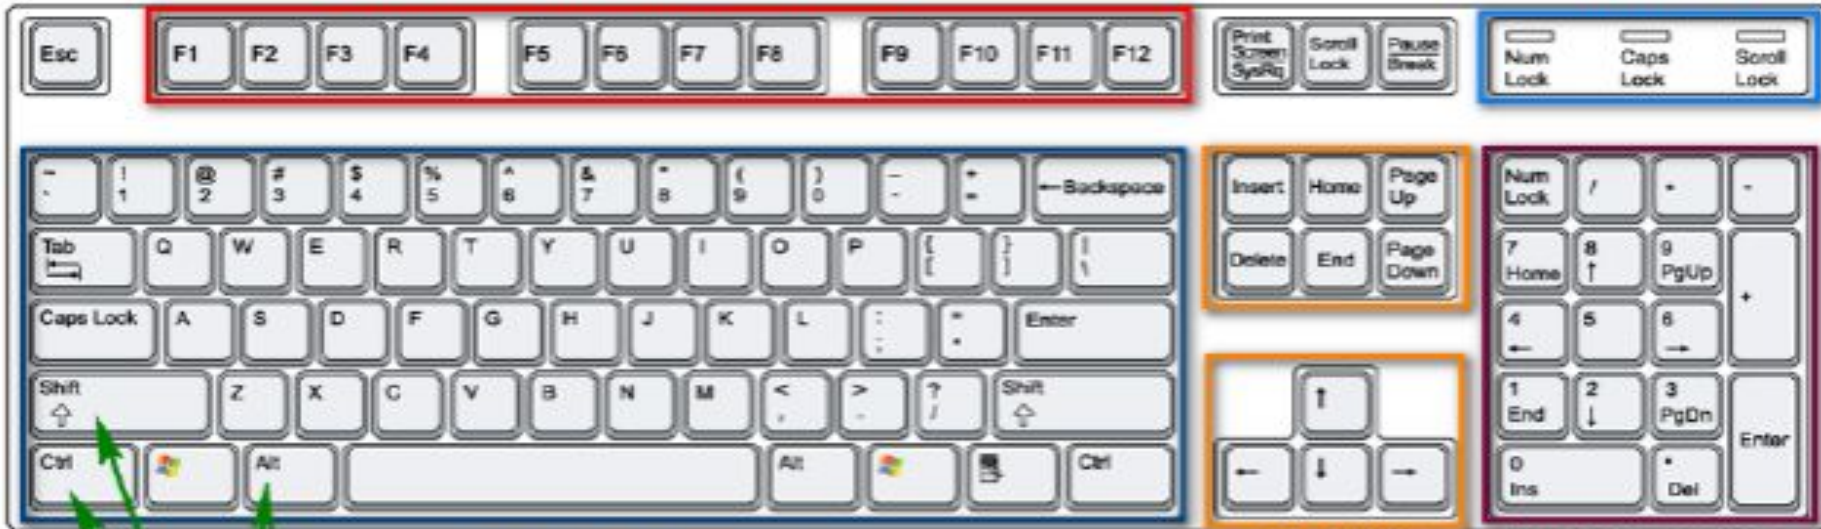 Esc F1 F2 F3 F4 F5 F6 F7 F8 F9 F10 F11 F12
Print Screen SysRq
Scroll Lock
Pause Break
Num Lock
Caps Lock
Scroll Lock
~ `
! 1
@ 2
# 3
$ 4
% 5
^ 6
& 7
* 8
( 9
) 0
_ -
+ =
←Backspace
Insert Home Page Up
Num Lock / * -
Tab Q W E R T Y U I O P
{ [
} ]
| \
Delete End Page Down
7 Home
8 ↑
9 PgUp
+
Caps Lock A S D F G H J K L
: ;
" '
Enter
4 ←
5
6 →
Shift Z X C V B N M
< ,
> .
? /
Shift
↑
1 End
2 ↓
3 PgDn
Enter
Ctrl Alt Alt Ctrl
← ↓ →
0 Ins
. Del